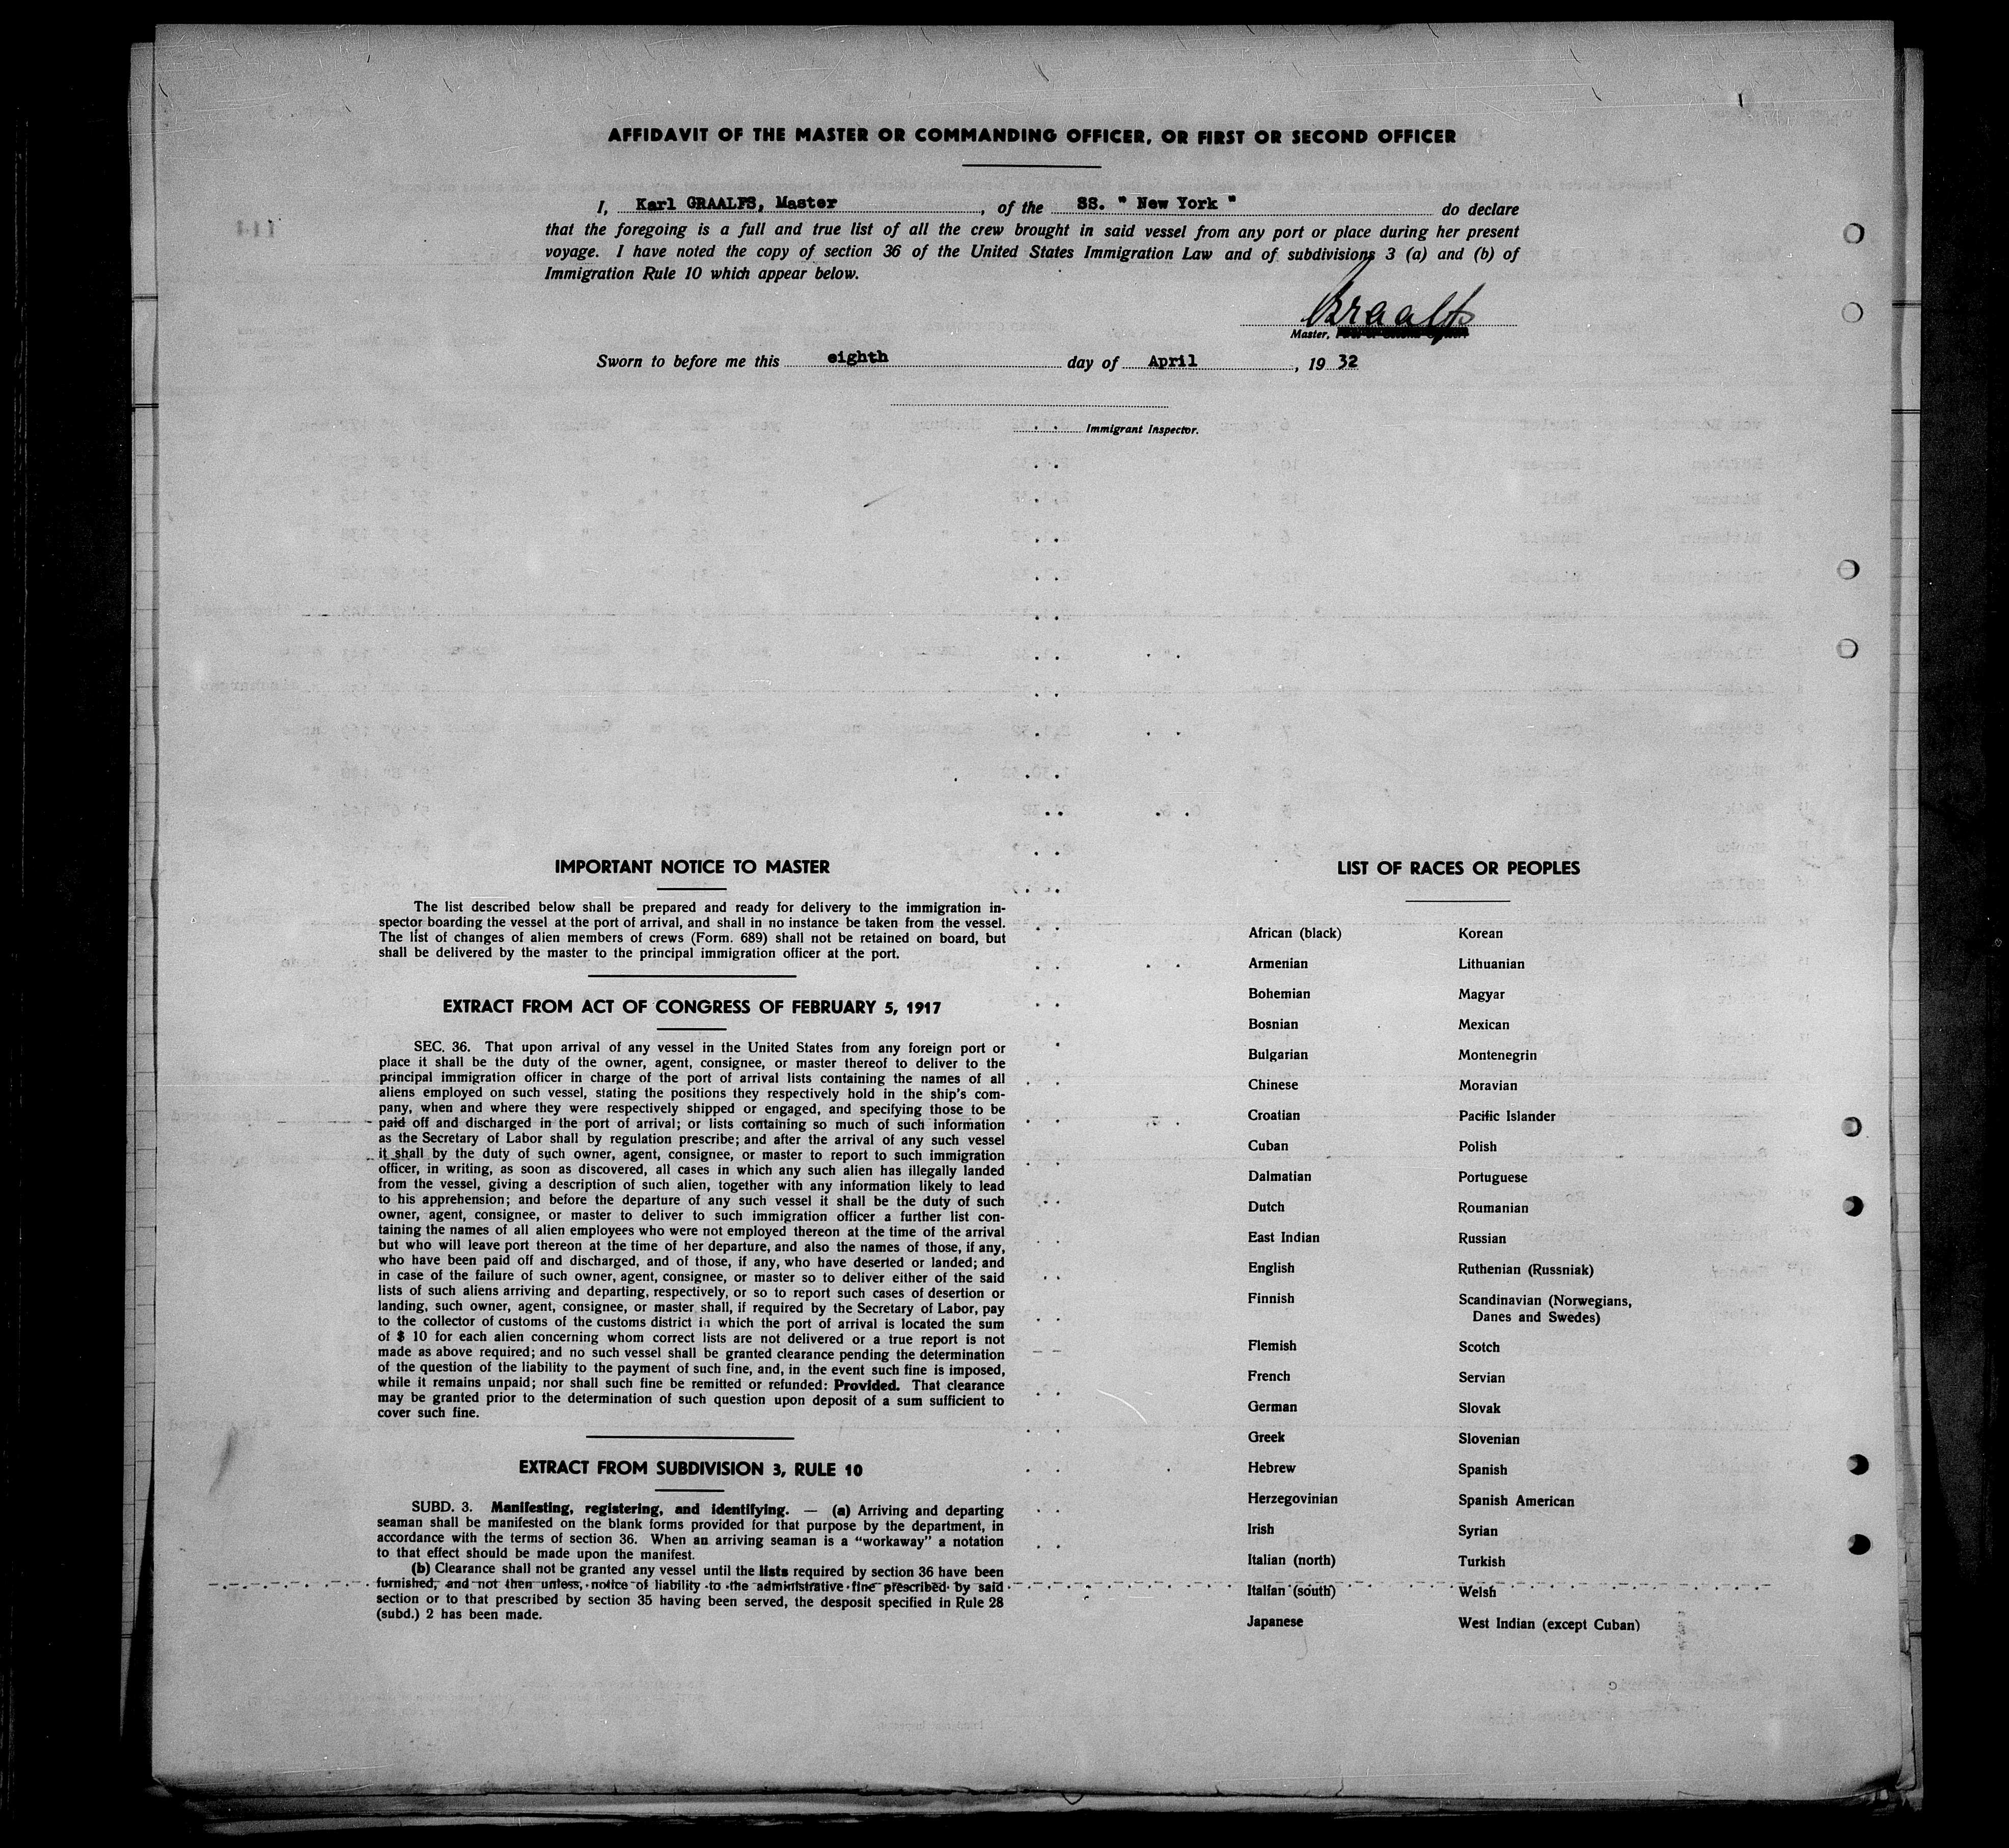 AFFIDAVIT OF THE MASTER OR COMMANDING OFFICER, OR FIRST OR SECOND OFFICER
I, Karl GRAALFS, Master, of the SS. " New York " do declare
that the foregoing is a full and true list of all the crew brought in said vessel from any port or place during her present
voyage. I have noted the copy of section 36 of the United States Immigration Law and of subdivisions 3 (a) and (b) of
Immigration Rule 10 which appear below.
Graalfs
Master,
Sworn to before me this eighth day of April, 19 32
Immigrant Inspector.
IMPORTANT NOTICE TO MASTER
The list described below shall be prepared and ready for delivery to the immigration in-
spector boarding the vessel at the port of arrival, and shall in no instance be taken from the vessel.
The list of changes of alien members of crews (Form. 689) shall not be retained on board, but
shall be delivered by the master to the principal immigration officer at the port.
EXTRACT FROM ACT OF CONGRESS OF FEBRUARY 5, 1917
SEC. 36. That upon arrival of any vessel in the United States from any foreign port or
place it shall be the duty of the owner, agent, consignee, or master thereof to deliver to the
principal immigration officer in charge of the port of arrival lists containing the names of all
aliens employed on such vessel, stating the positions they respectively hold in the ship's com-
pany, when and where they were respectively shipped or engaged, and specifying those to be
paid off and discharged in the port of arrival; or lists containing so much of such information
as the Secretary of Labor shall by regulation prescribe; and after the arrival of any such vessel
it shall by the duty of such owner, agent, consignee, or master to report to such immigration
officer, in writing, as soon as discovered, all cases in which any such alien has illegally landed
from the vessel, giving a description of such alien, together with any information likely to lead
to his apprehension; and before the departure of any such vessel it shall be the duty of such
owner, agent, consignee, or master to deliver to such immigration officer a further list con-
taining the names of all alien employees who were not employed thereon at the time of the arrival
but who will leave port thereon at the time of her departure, and also the names of those, if any,
who have been paid off and discharged, and of those, if any, who have deserted or landed; and
in case of the failure of such owner, agent, consignee, or master so to deliver either of the said
lists of such aliens arriving and departing, respectively, or so to report such cases of desertion or
landing, such owner, agent, consignee, or master shall, if required by the Secretary of Labor, pay
to the collector of customs of the customs district in which the port of arrival is located the sum
of $ 10 for each alien concerning whom correct lists are not delivered or a true report is not
made as above required; and no such vessel shall be granted clearance pending the determination
of the question of the liability to the payment of such fine, and, in the event such fine is imposed,
while it remains unpaid; nor shall such fine be remitted or refunded: Provided. That clearance
may be granted prior to the determination of such question upon deposit of a sum sufficient to
cover such fine.
EXTRACT FROM SUBDIVISION 3, RULE 10
SUBD. 3. Manifesting, registering, and identifying. — (a) Arriving and departing
seaman shall be manifested on the blank forms provided for that purpose by the department, in
accordance with the terms of section 36. When an arriving seaman is a "workaway" a notation
to that effect should be made upon the manifest.
(b) Clearance shall not be granted any vessel until the lists required by section 36 have been
furnished, and not then unless, notice of liability to the administrative fine prescribed by said
section or to that prescribed by section 35 having been served, the desposit specified in Rule 28
(subd.) 2 has been made.
LIST OF RACES OR PEOPLES
African (black) Korean
Armenian Lithuanian
Bohemian Magyar
Bosnian Mexican
Bulgarian Montenegrin
Chinese Moravian
Croatian Pacific Islander
Cuban Polish
Dalmatian Portuguese
Dutch Roumanian
East Indian Russian
English Ruthenian (Russniak)
Finnish Scandinavian (Norwegians,
Danes and Swedes)
Flemish Scotch
French Servian
German Slovak
Greek Slovenian
Hebrew Spanish
Herzegovinian Spanish American
Irish Syrian
Italian (north) Turkish
Italian (south) Welsh
Japanese West Indian (except Cuban)